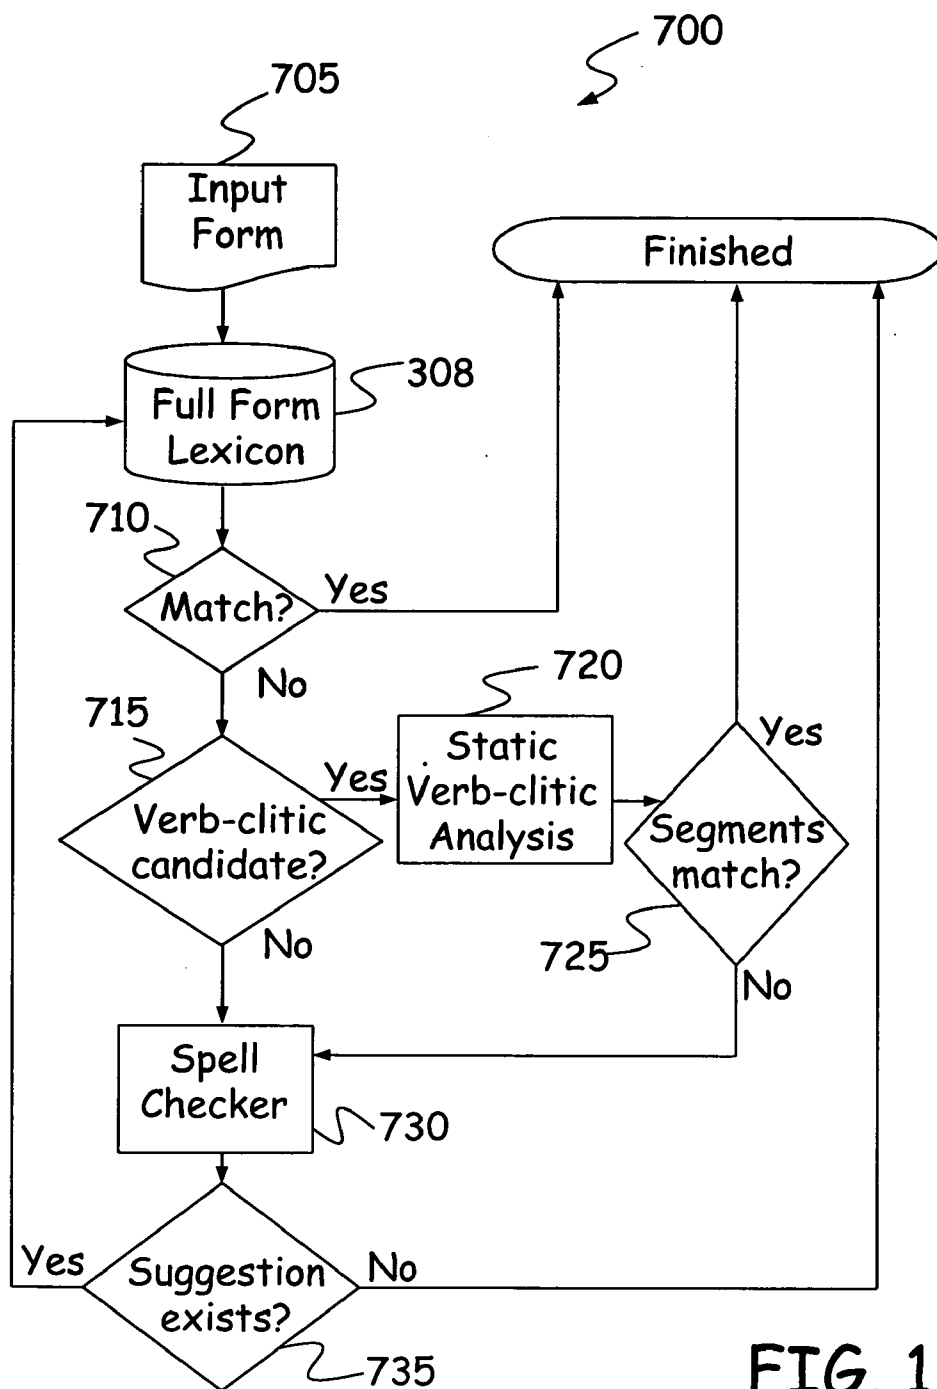 700
705
Input
Form
Finished
308
Full Form
Lexicon
710
Match?
Yes
No
720
715
Static
Verb-clitic
Analysis
Yes
Yes
Verb-clitic
candidate?
Segments
match?
725
No
No
Spell
Checker
730
Yes
Suggestion
exists?
No
735
FIG. 1